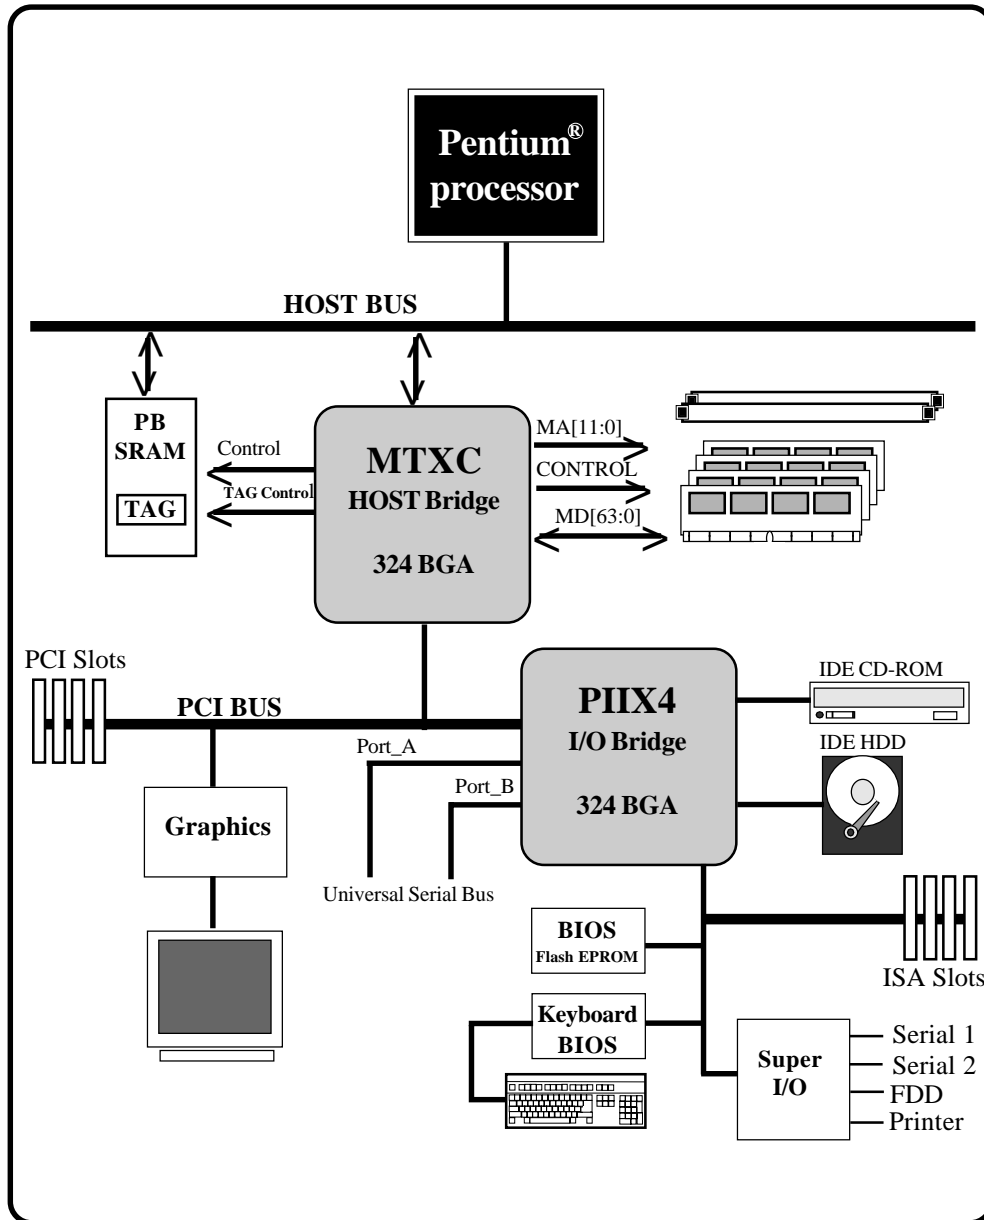 Pentium®
processor
HOST BUS
PB
SRAM
TAG
Control
TAG Control
MTXC
HOST Bridge
324 BGA
MA[11:0]
CONTROL
MD[63:0]
PCI Slots
PCI BUS
Port_A
Port_B
PIIX4
I/O Bridge
324 BGA
IDE CD-ROM
IDE HDD
Graphics
Universal Serial Bus
BIOS
Flash EPROM
ISA Slots
Keyboard
BIOS
Super
I/O
Serial 1
Serial 2
FDD
Printer